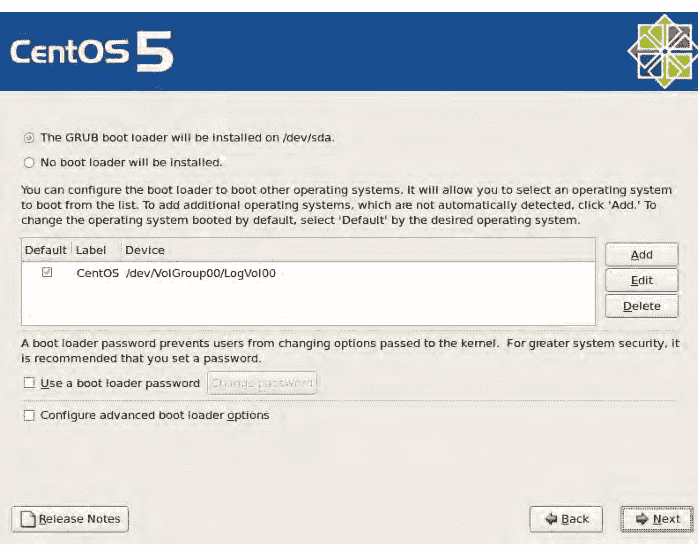 CentOS 5
The GRUB boot loader will be installed on /dev/sda.
No boot loader will be installed.
You can configure the boot loader to boot other operating systems. It will allow you to select an operating system
to boot from the list. To add additional operating systems, which are not automatically detected, click 'Add.' To
change the operating system booted by default, select 'Default' by the desired operating system.
Default Label Device
CentOS /dev/VolGroup00/LogVol00
Add
Edit
Delete
A boot loader password prevents users from changing options passed to the kernel. For greater system security, it
is recommended that you set a password.
Use a boot loader password Change password
Configure advanced boot loader options
Release Notes Back Next